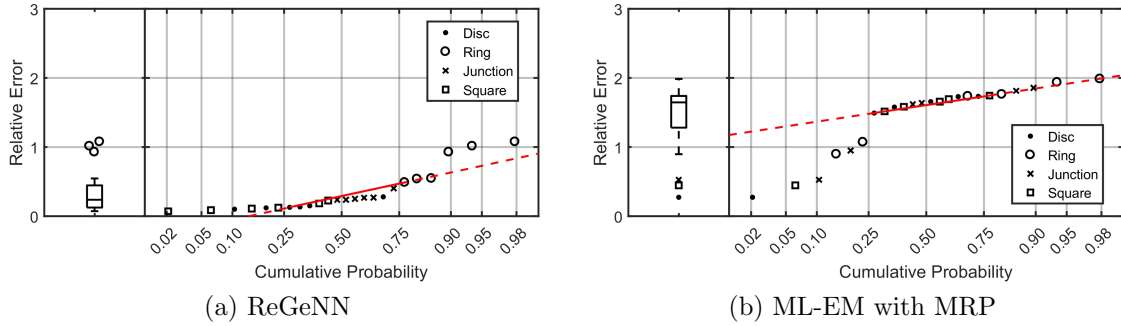 3
2
1
0
Relative Error
Disc
Ring
Junction
Square
0.02
0.05
0.10
0.25
0.50
0.75
0.90
0.95
0.98
Cumulative Probability
(a) ReGeNN
3
2
1
0
Relative Error
Disc
Ring
Junction
Square
0.02
0.05
0.10
0.25
0.50
0.75
0.90
0.95
0.98
Cumulative Probability
(b) ML-EM with MRP